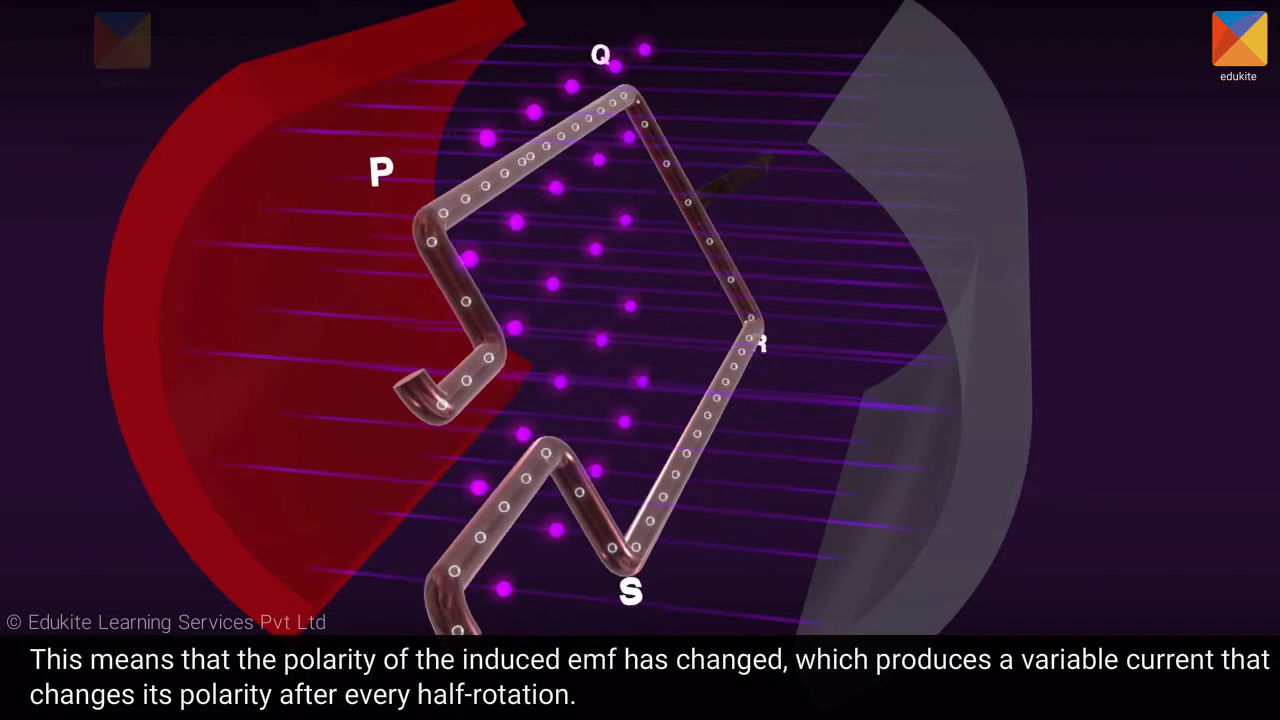 Q
edukite
P
R
S
© Edukite Learning Services Pvt Ltd
This means that the polarity of the induced emf has changed, which produces a variable current that
changes its polarity after every half-rotation.